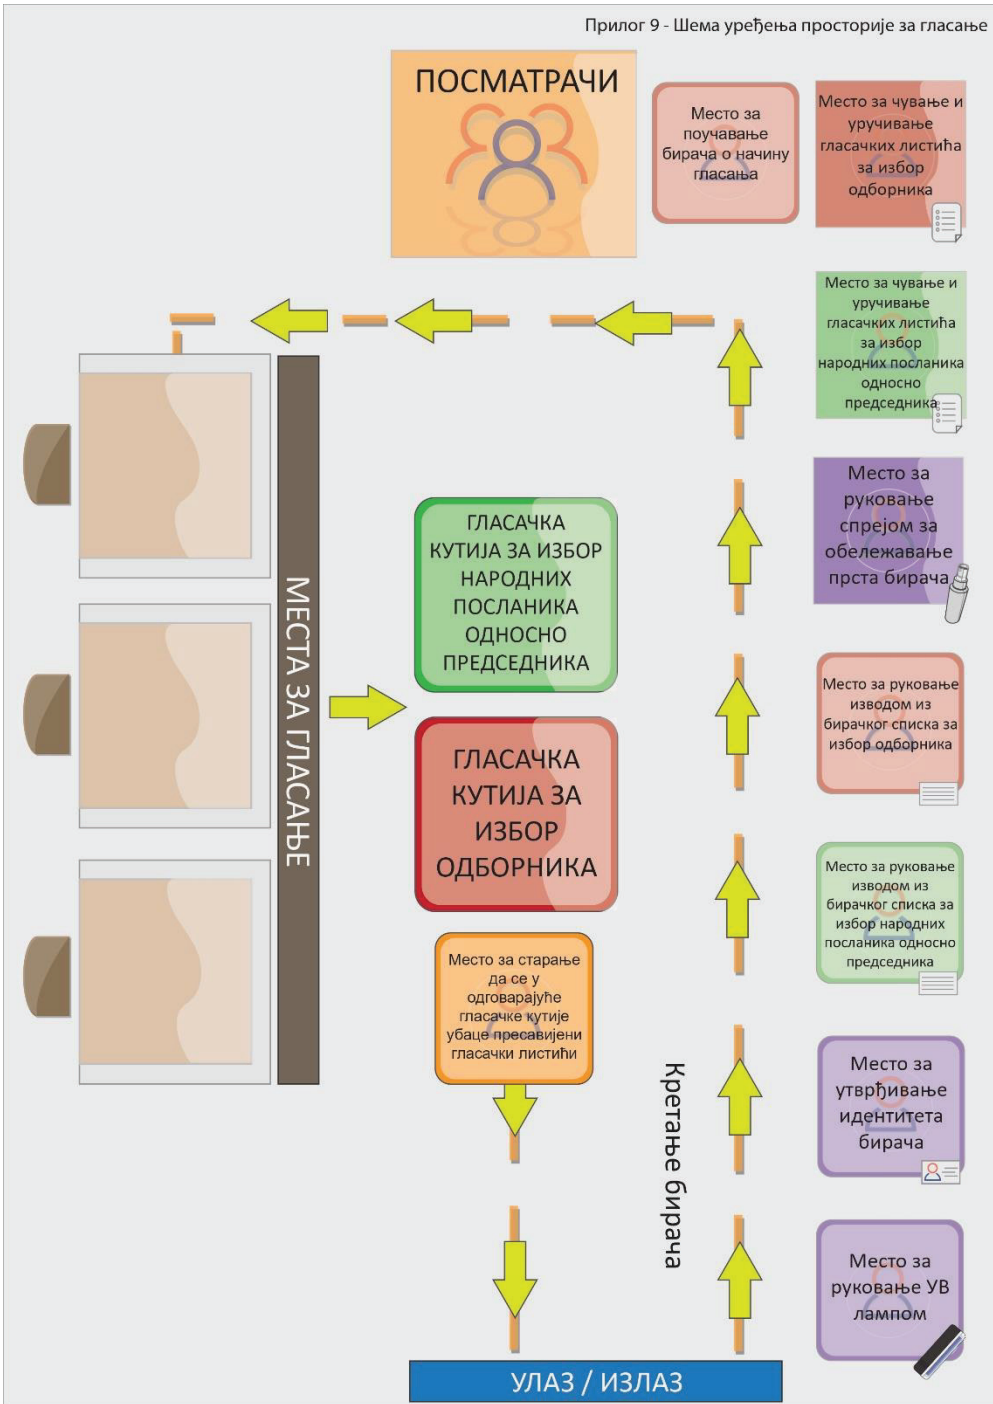 Прилог 9 - Шема уређења просторије за гласање
ПОСМАТРАЧИ
Место за
поучавање
бирача о начину
гласања
Место за чување и
уручивање
гласачких листића
за избор
одборника
Место за чување и
уручивање
гласачких листића
за избор
народних посланика
односно
председника
Место за
руковање
спрејом за
обележавање
прста бирача
Место за руковање
изводом из
бирачког списка за
избор одборника
Место за руковање
изводом из
бирачког списка за
избор народних
посланика односно
председника
Место за
утврђивање
идентитета
бирача
Место за
руковање УВ
лампом
МЕСТА ЗА ГЛАСАЊЕ
ГЛАСАЧКА
КУТИЈА ЗА ИЗБОР
НАРОДНИХ
ПОСЛАНИКА
ОДНОСНО
ПРЕДСЕДНИКА
ГЛАСАЧКА
КУТИЈА ЗА
ИЗБОР
ОДБОРНИКА
Место за старање
да се у
одговарајуће
гласачке кутије
убаце пресавијени
гласачки листићи
Кретање бирача
УЛАЗ / ИЗЛАЗ